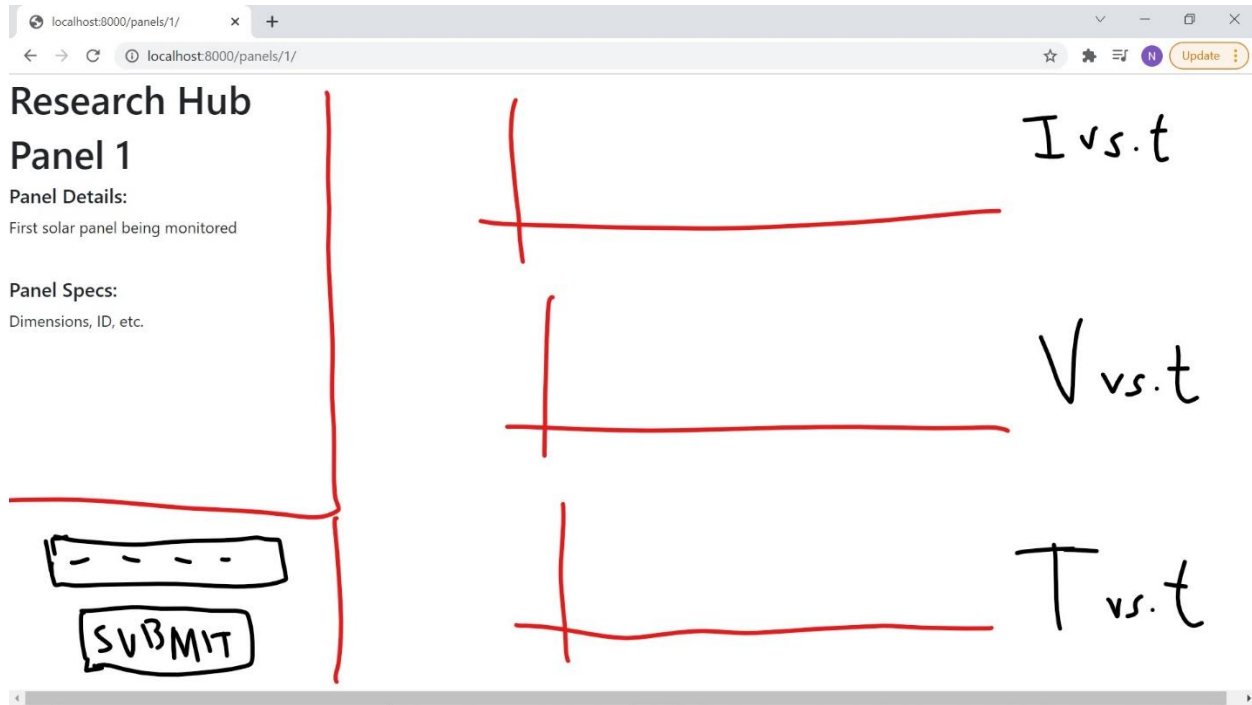 localhost:8000/panels/1/
localhost:8000/panels/1/
N
Update
Research Hub
Panel 1
Panel Details:
First solar panel being monitored
Panel Specs:
Dimensions, ID, etc.
SUBMIT
I vs. t
V vs. t
T vs. t